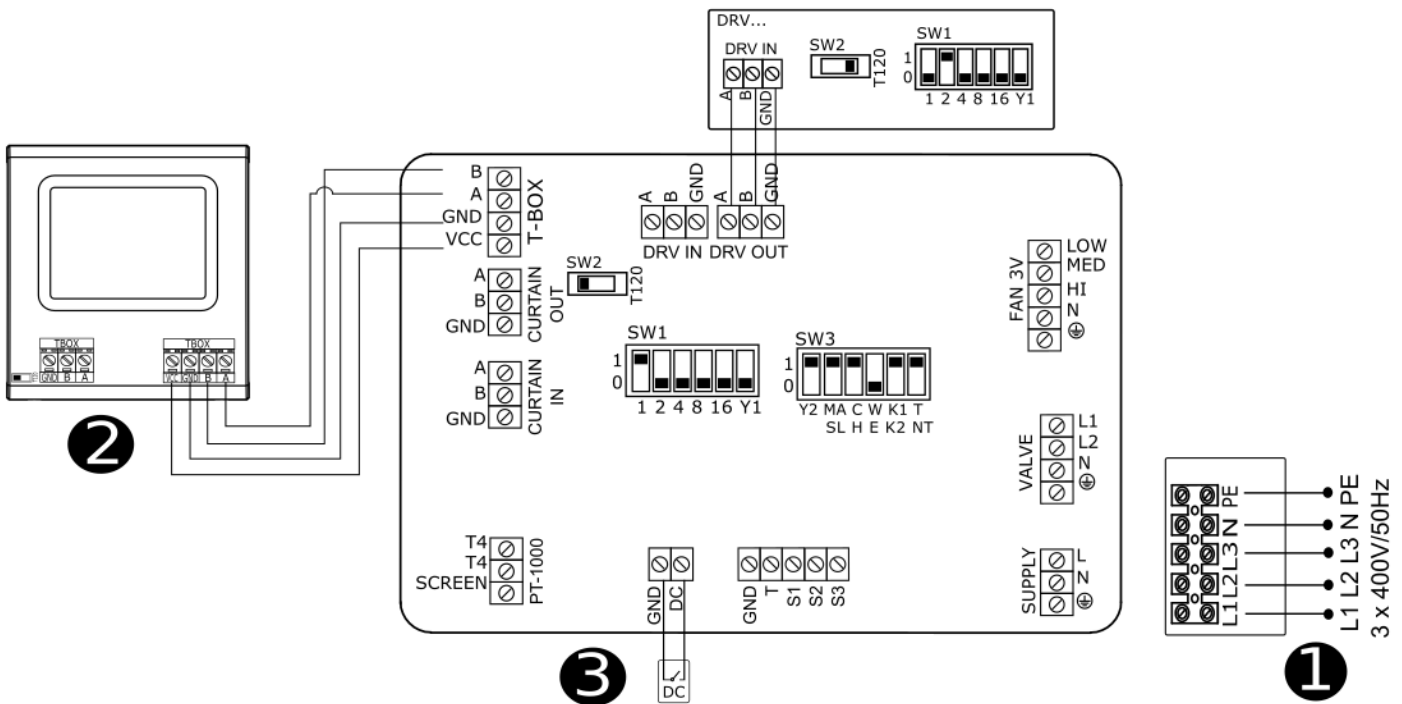 DRV...
DRV IN
A
B
GND
SW2
T120
SW1
1
0
1 2 4 8 16 Y1
B
A
GND
VCC
T-BOX
A
B
GND
CURTAIN
OUT
A
B
GND
CURTAIN
IN
SW2
T120
A
B
GND
DRV IN
A
B
GND
DRV OUT
SW1
1
0
1 2 4 8 16 Y1
SW3
1
0
Y2 MA C W K1 T
SL H E K2 NT
FAN 3V
LOW
MED
HI
N
VALVE
L1
L2
N
SUPPLY
L
N
T4
T4
SCREEN
PT-1000
GND
DC
DC
GND
T
S1
S2
S3
TBOX
GND B A
TBOX
VCC GND B A
2
3
PE
N
L3
L2
L1
L1 L2 L3 N PE
3 x 400V/50Hz
1